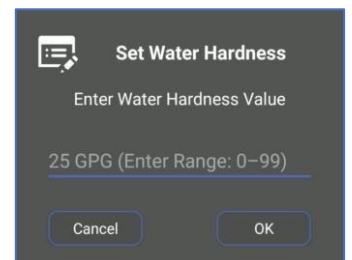 Set Water Hardness
Enter Water Hardness Value
25 GPG (Enter Range: 0–99)
Cancel OK